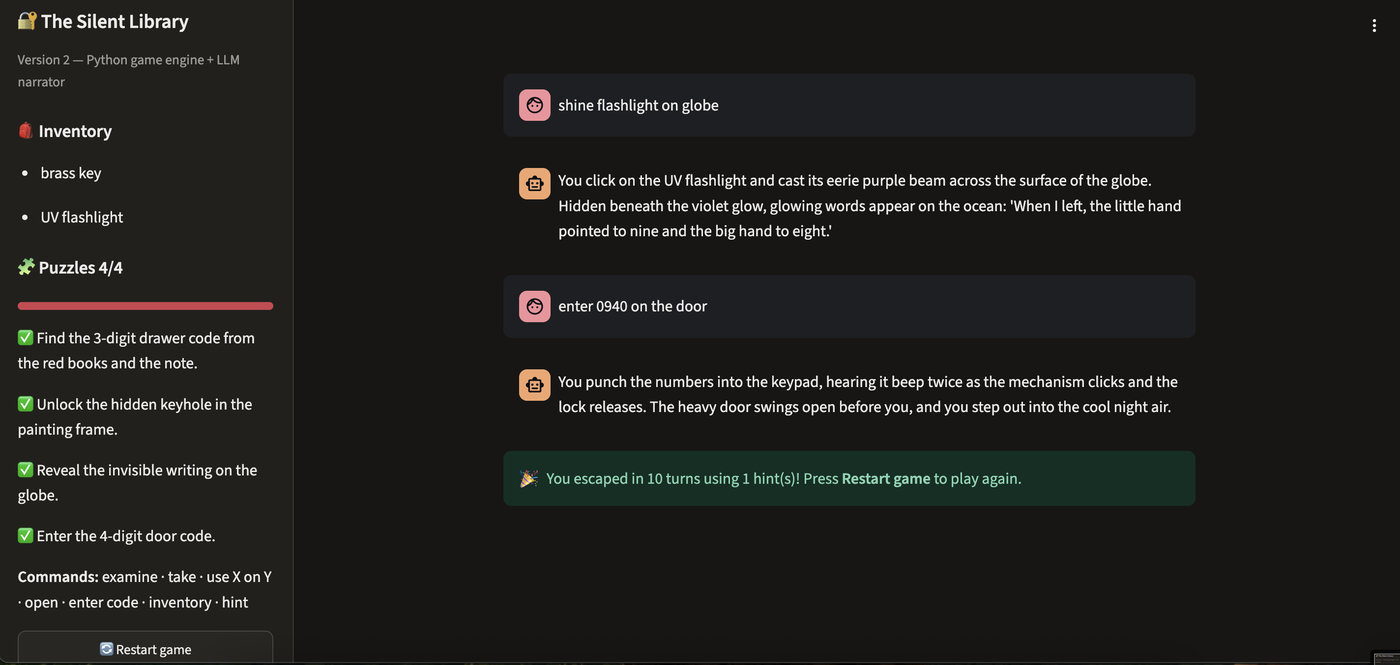 The Silent Library
Version 2 — Python game engine + LLM
narrator
Inventory
brass key
UV flashlight
Puzzles 4/4
Find the 3-digit drawer code from
the red books and the note.
Unlock the hidden keyhole in the
painting frame.
Reveal the invisible writing on the
globe.
Enter the 4-digit door code.
Commands: examine · take · use X on Y
· open · enter code · inventory · hint
Restart game
shine flashlight on globe
You click on the UV flashlight and cast its eerie purple beam across the surface of the globe.
Hidden beneath the violet glow, glowing words appear on the ocean: 'When I left, the little hand
pointed to nine and the big hand to eight.'
enter 0940 on the door
You punch the numbers into the keypad, hearing it beep twice as the mechanism clicks and the
lock releases. The heavy door swings open before you, and you step out into the cool night air.
You escaped in 10 turns using 1 hint(s)! Press Restart game to play again.